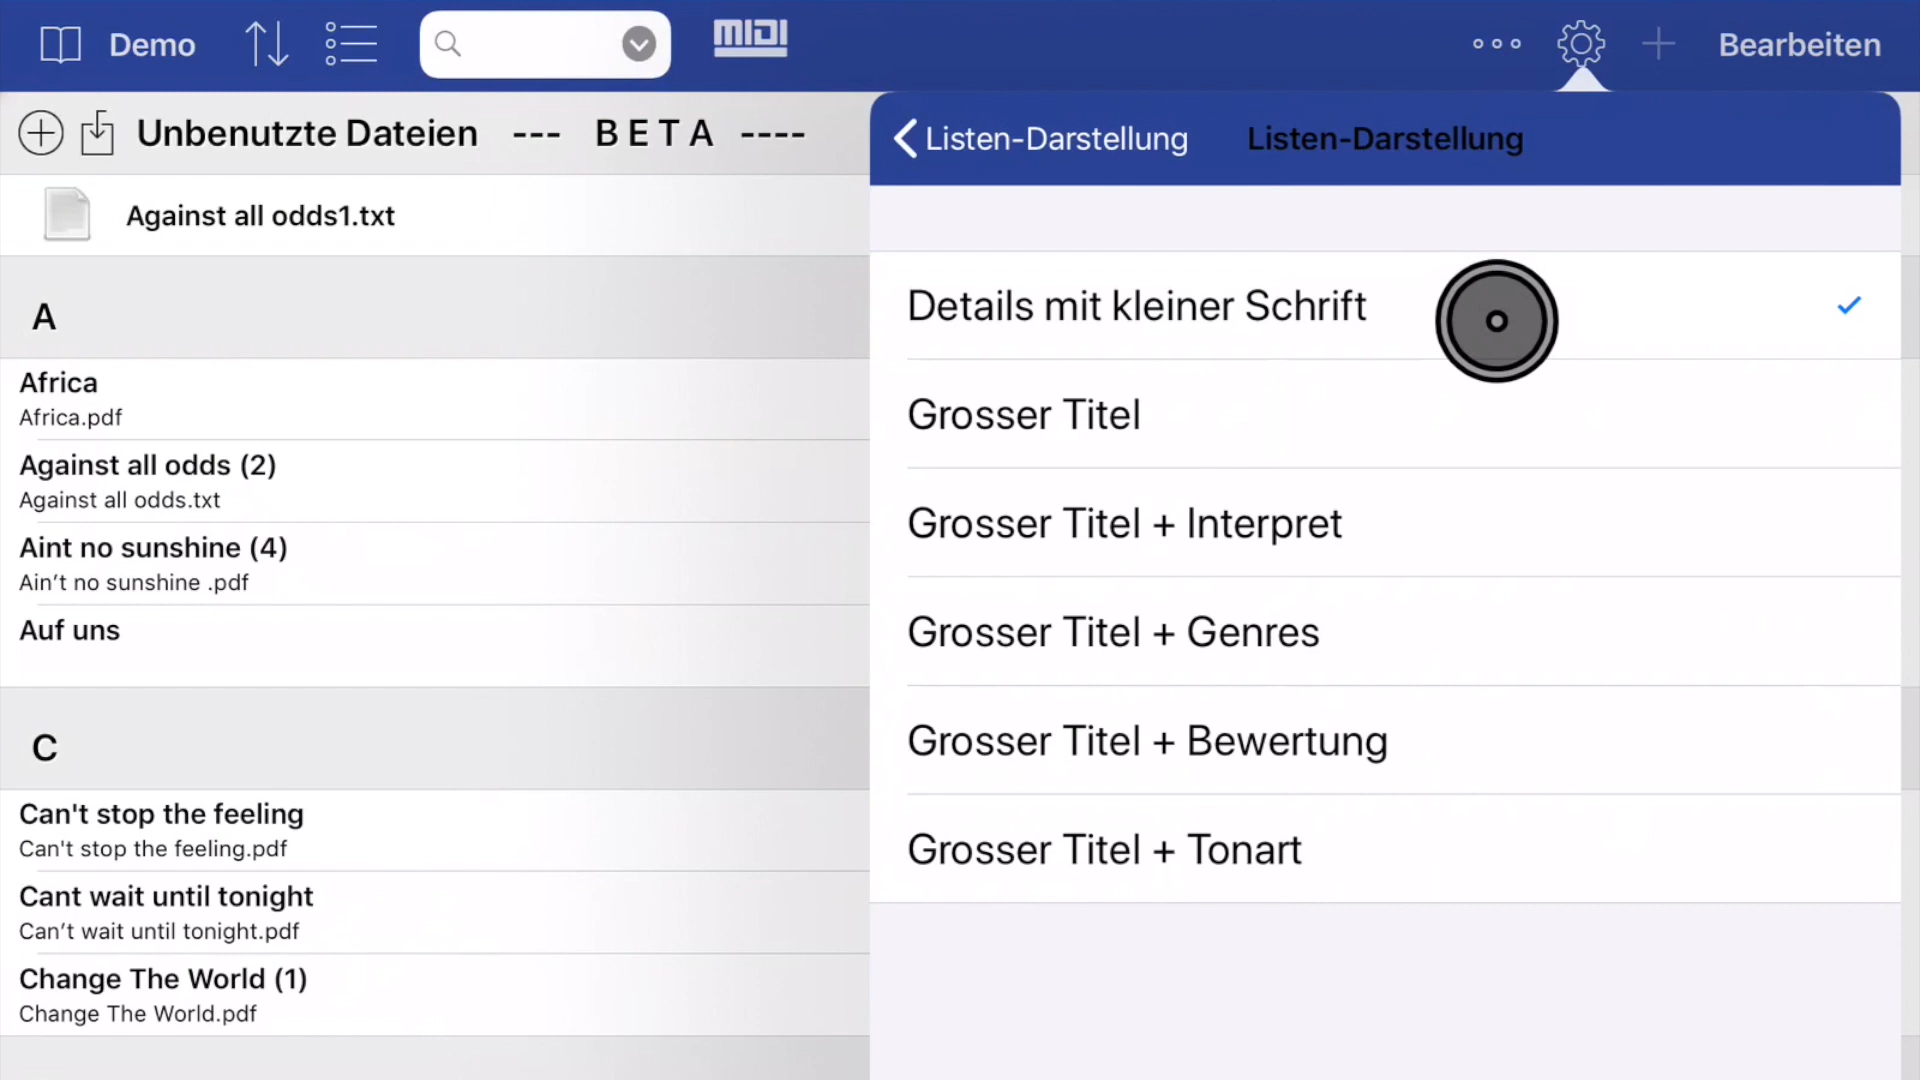 Demo
MIDI
Bearbeiten
Unbenutzte Dateien --- B E T A ----
Against all odds1.txt
A
Africa
Africa.pdf
Against all odds (2)
Against all odds.txt
Aint no sunshine (4)
Ain’t no sunshine .pdf
Auf uns
C
Can't stop the feeling
Can't stop the feeling.pdf
Cant wait until tonight
Can’t wait until tonight.pdf
Change The World (1)
Change The World.pdf
Listen-Darstellung
Listen-Darstellung
Details mit kleiner Schrift
Grosser Titel
Grosser Titel + Interpret
Grosser Titel + Genres
Grosser Titel + Bewertung
Grosser Titel + Tonart